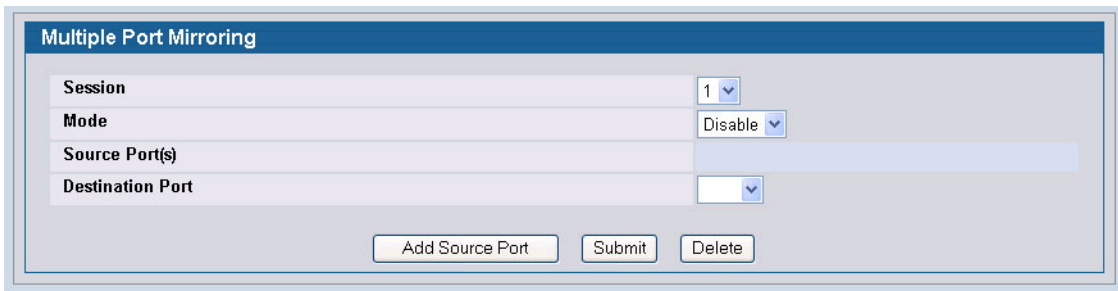 Multiple Port Mirroring
Session 1
Mode Disable
Source Port(s)
Destination Port
Add Source Port Submit Delete